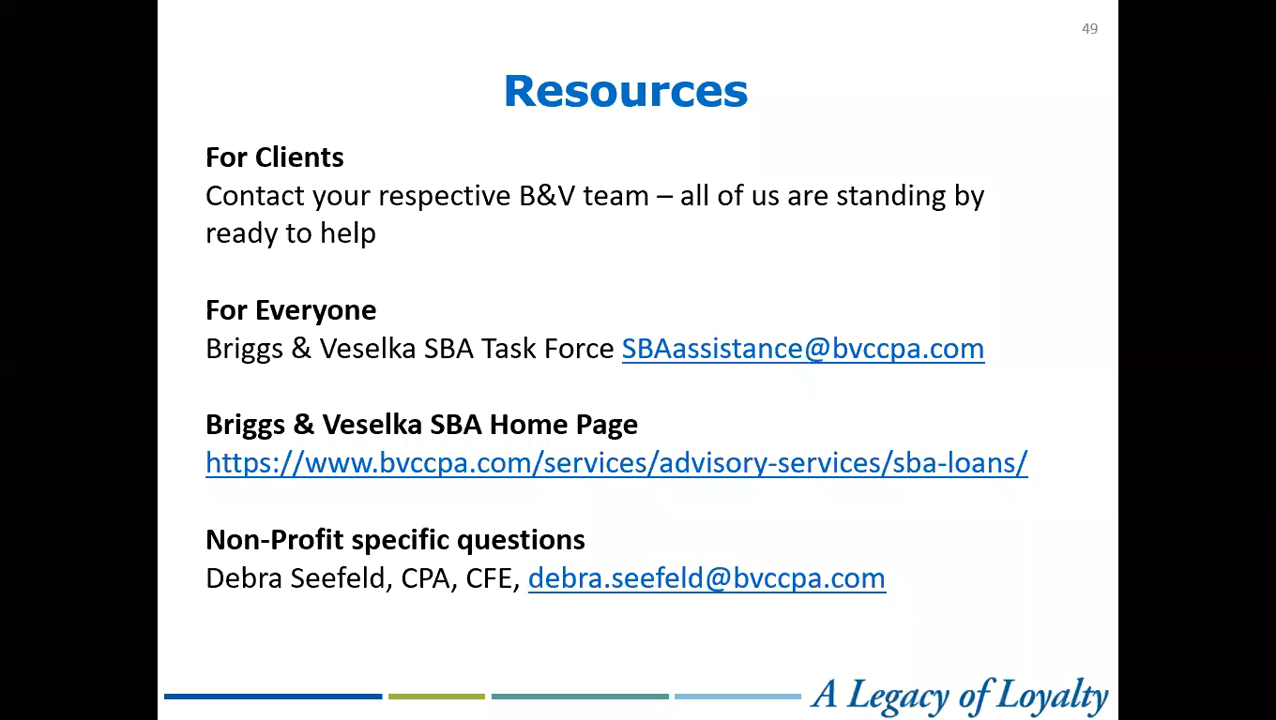 49
Resources
For Clients
Contact your respective B&V team – all of us are standing by
ready to help
For Everyone
Briggs & Veselka SBA Task Force SBAassistance@bvccpa.com
Briggs & Veselka SBA Home Page
https://www.bvccpa.com/services/advisory-services/sba-loans/
Non-Profit specific questions
Debra Seefeld, CPA, CFE, debra.seefeld@bvccpa.com
A Legacy of Loyalty